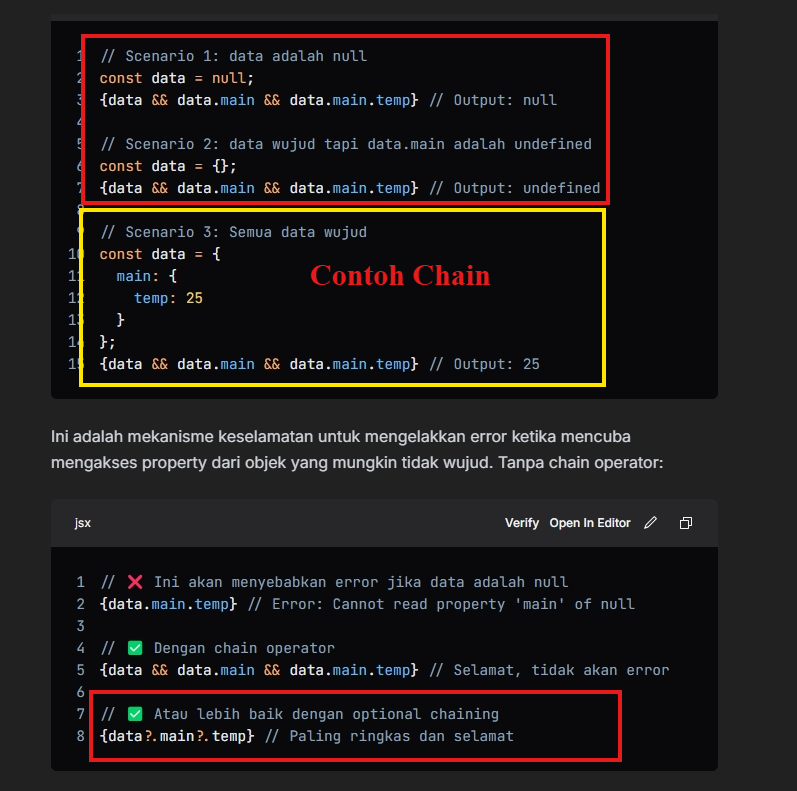 1 // Scenario 1: data adalah null
2 const data = null;
3 {data && data.main && data.main.temp} // Output: null
4
5 // Scenario 2: data wujud tapi data.main adalah undefined
6 const data = {};
7 {data && data.main && data.main.temp} // Output: undefined
8
9 // Scenario 3: Semua data wujud
10 const data = {
11 main: {
Contoh Chain
12 temp: 25
13 }
14 };
15 {data && data.main && data.main.temp} // Output: 25
Ini adalah mekanisme keselamatan untuk mengelakkan error ketika mencuba
mengakses property dari objek yang mungkin tidak wujud. Tanpa chain operator:
jsx Verify Open In Editor
1 // ❌ Ini akan menyebabkan error jika data adalah null
2 {data.main.temp} // Error: Cannot read property 'main' of null
3
4 // ✅ Dengan chain operator
5 {data && data.main && data.main.temp} // Selamat, tidak akan error
6
7 // ✅ Atau lebih baik dengan optional chaining
8 {data?.main?.temp} // Paling ringkas dan selamat